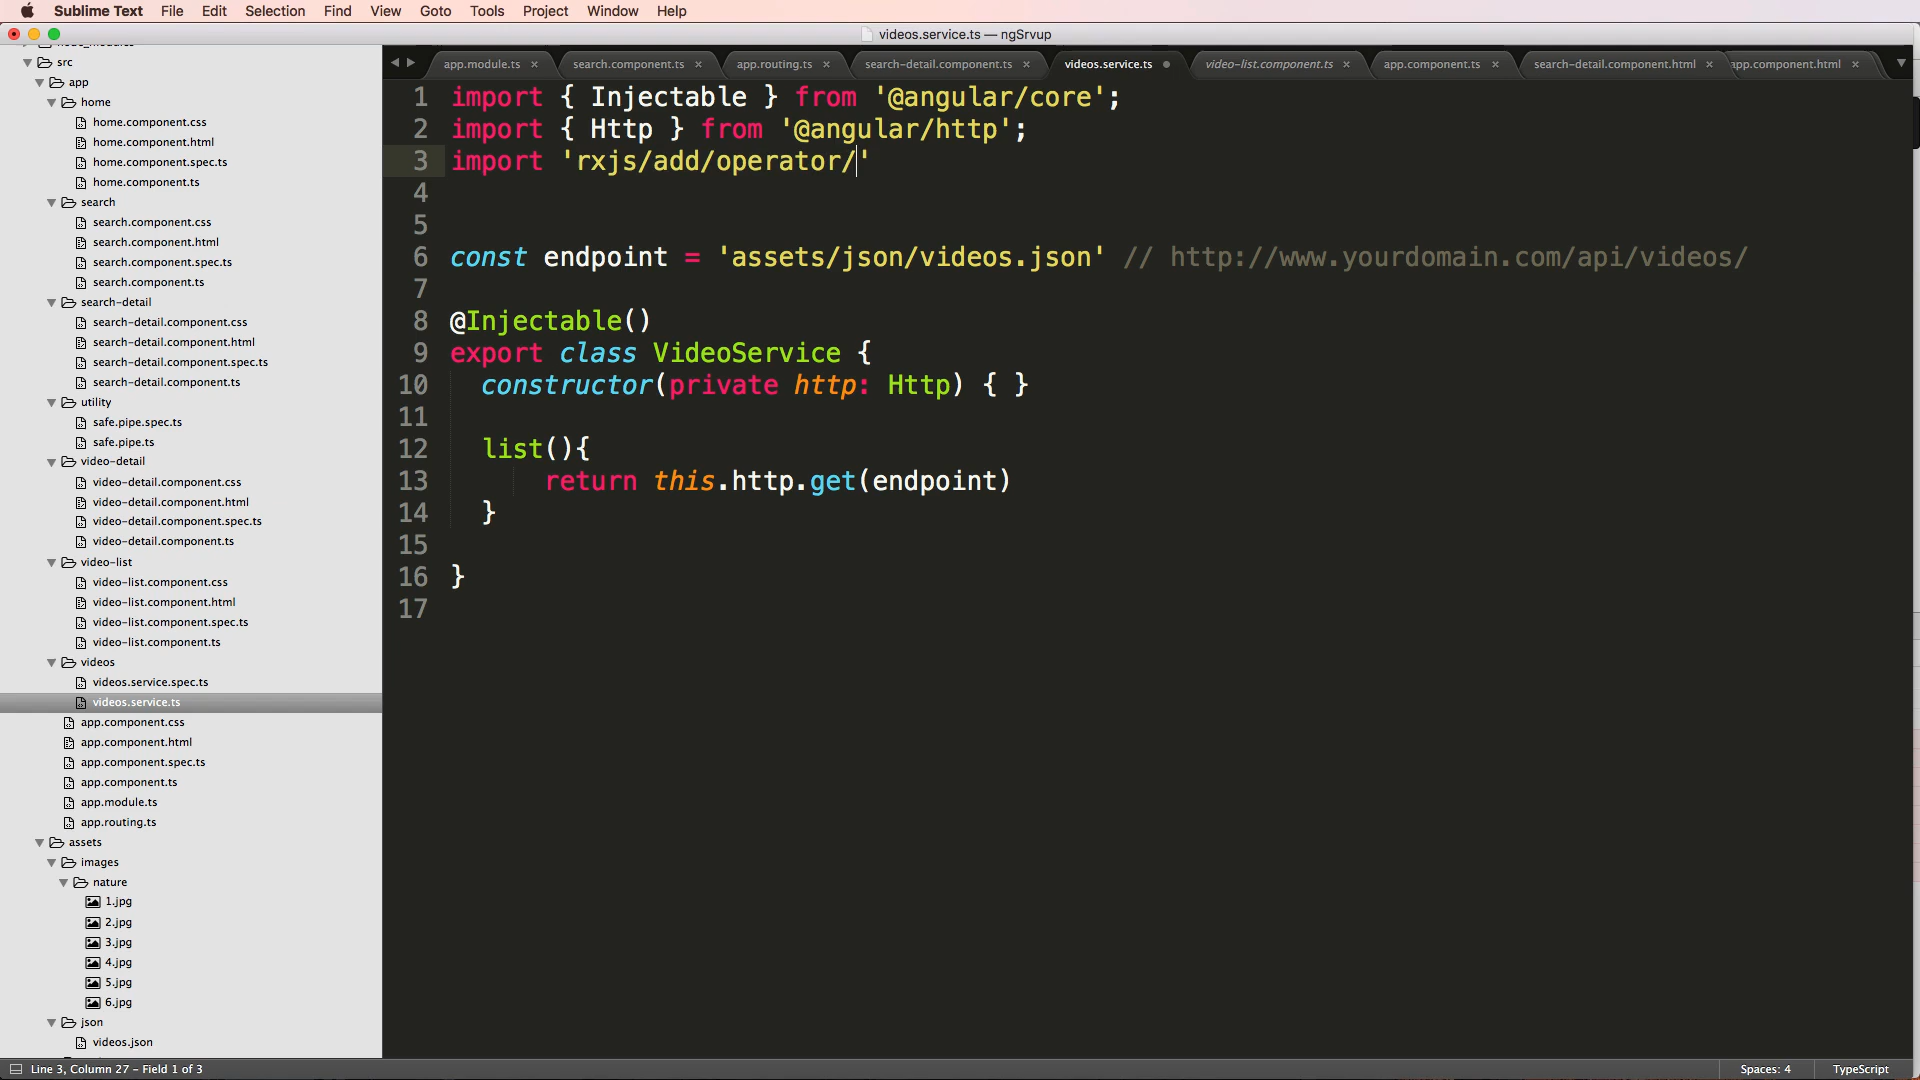 Sublime Text File Edit Selection Find View Goto Tools Project Window Help
videos.service.ts — ngSrvup
src
app
home
home.component.css
home.component.html
home.component.spec.ts
home.component.ts
search
search.component.css
search.component.html
search.component.spec.ts
search.component.ts
search-detail
search-detail.component.css
search-detail.component.html
search-detail.component.spec.ts
search-detail.component.ts
utility
safe.pipe.spec.ts
safe.pipe.ts
video-detail
video-detail.component.css
video-detail.component.html
video-detail.component.spec.ts
video-detail.component.ts
video-list
video-list.component.css
video-list.component.html
video-list.component.spec.ts
video-list.component.ts
videos
videos.service.spec.ts
videos.service.ts
app.component.css
app.component.html
app.component.spec.ts
app.component.ts
app.module.ts
app.routing.ts
assets
images
nature
1.jpg
2.jpg
3.jpg
4.jpg
5.jpg
6.jpg
json
videos.json
app.module.ts search.component.ts app.routing.ts search-detail.component.ts videos.service.ts video-list.component.ts app.component.ts search-detail.component.html app.component.html
1 import { Injectable } from '@angular/core';
2 import { Http } from '@angular/http';
3 import 'rxjs/add/operator/'
4
5
6 const endpoint = 'assets/json/videos.json' // http://www.yourdomain.com/api/videos/
7
8 @Injectable()
9 export class VideoService {
10 constructor(private http: Http) { }
11
12 list(){
13 return this.http.get(endpoint)
14 }
15
16 }
17
Line 3, Column 27 – Field 1 of 3 Spaces: 4 TypeScript